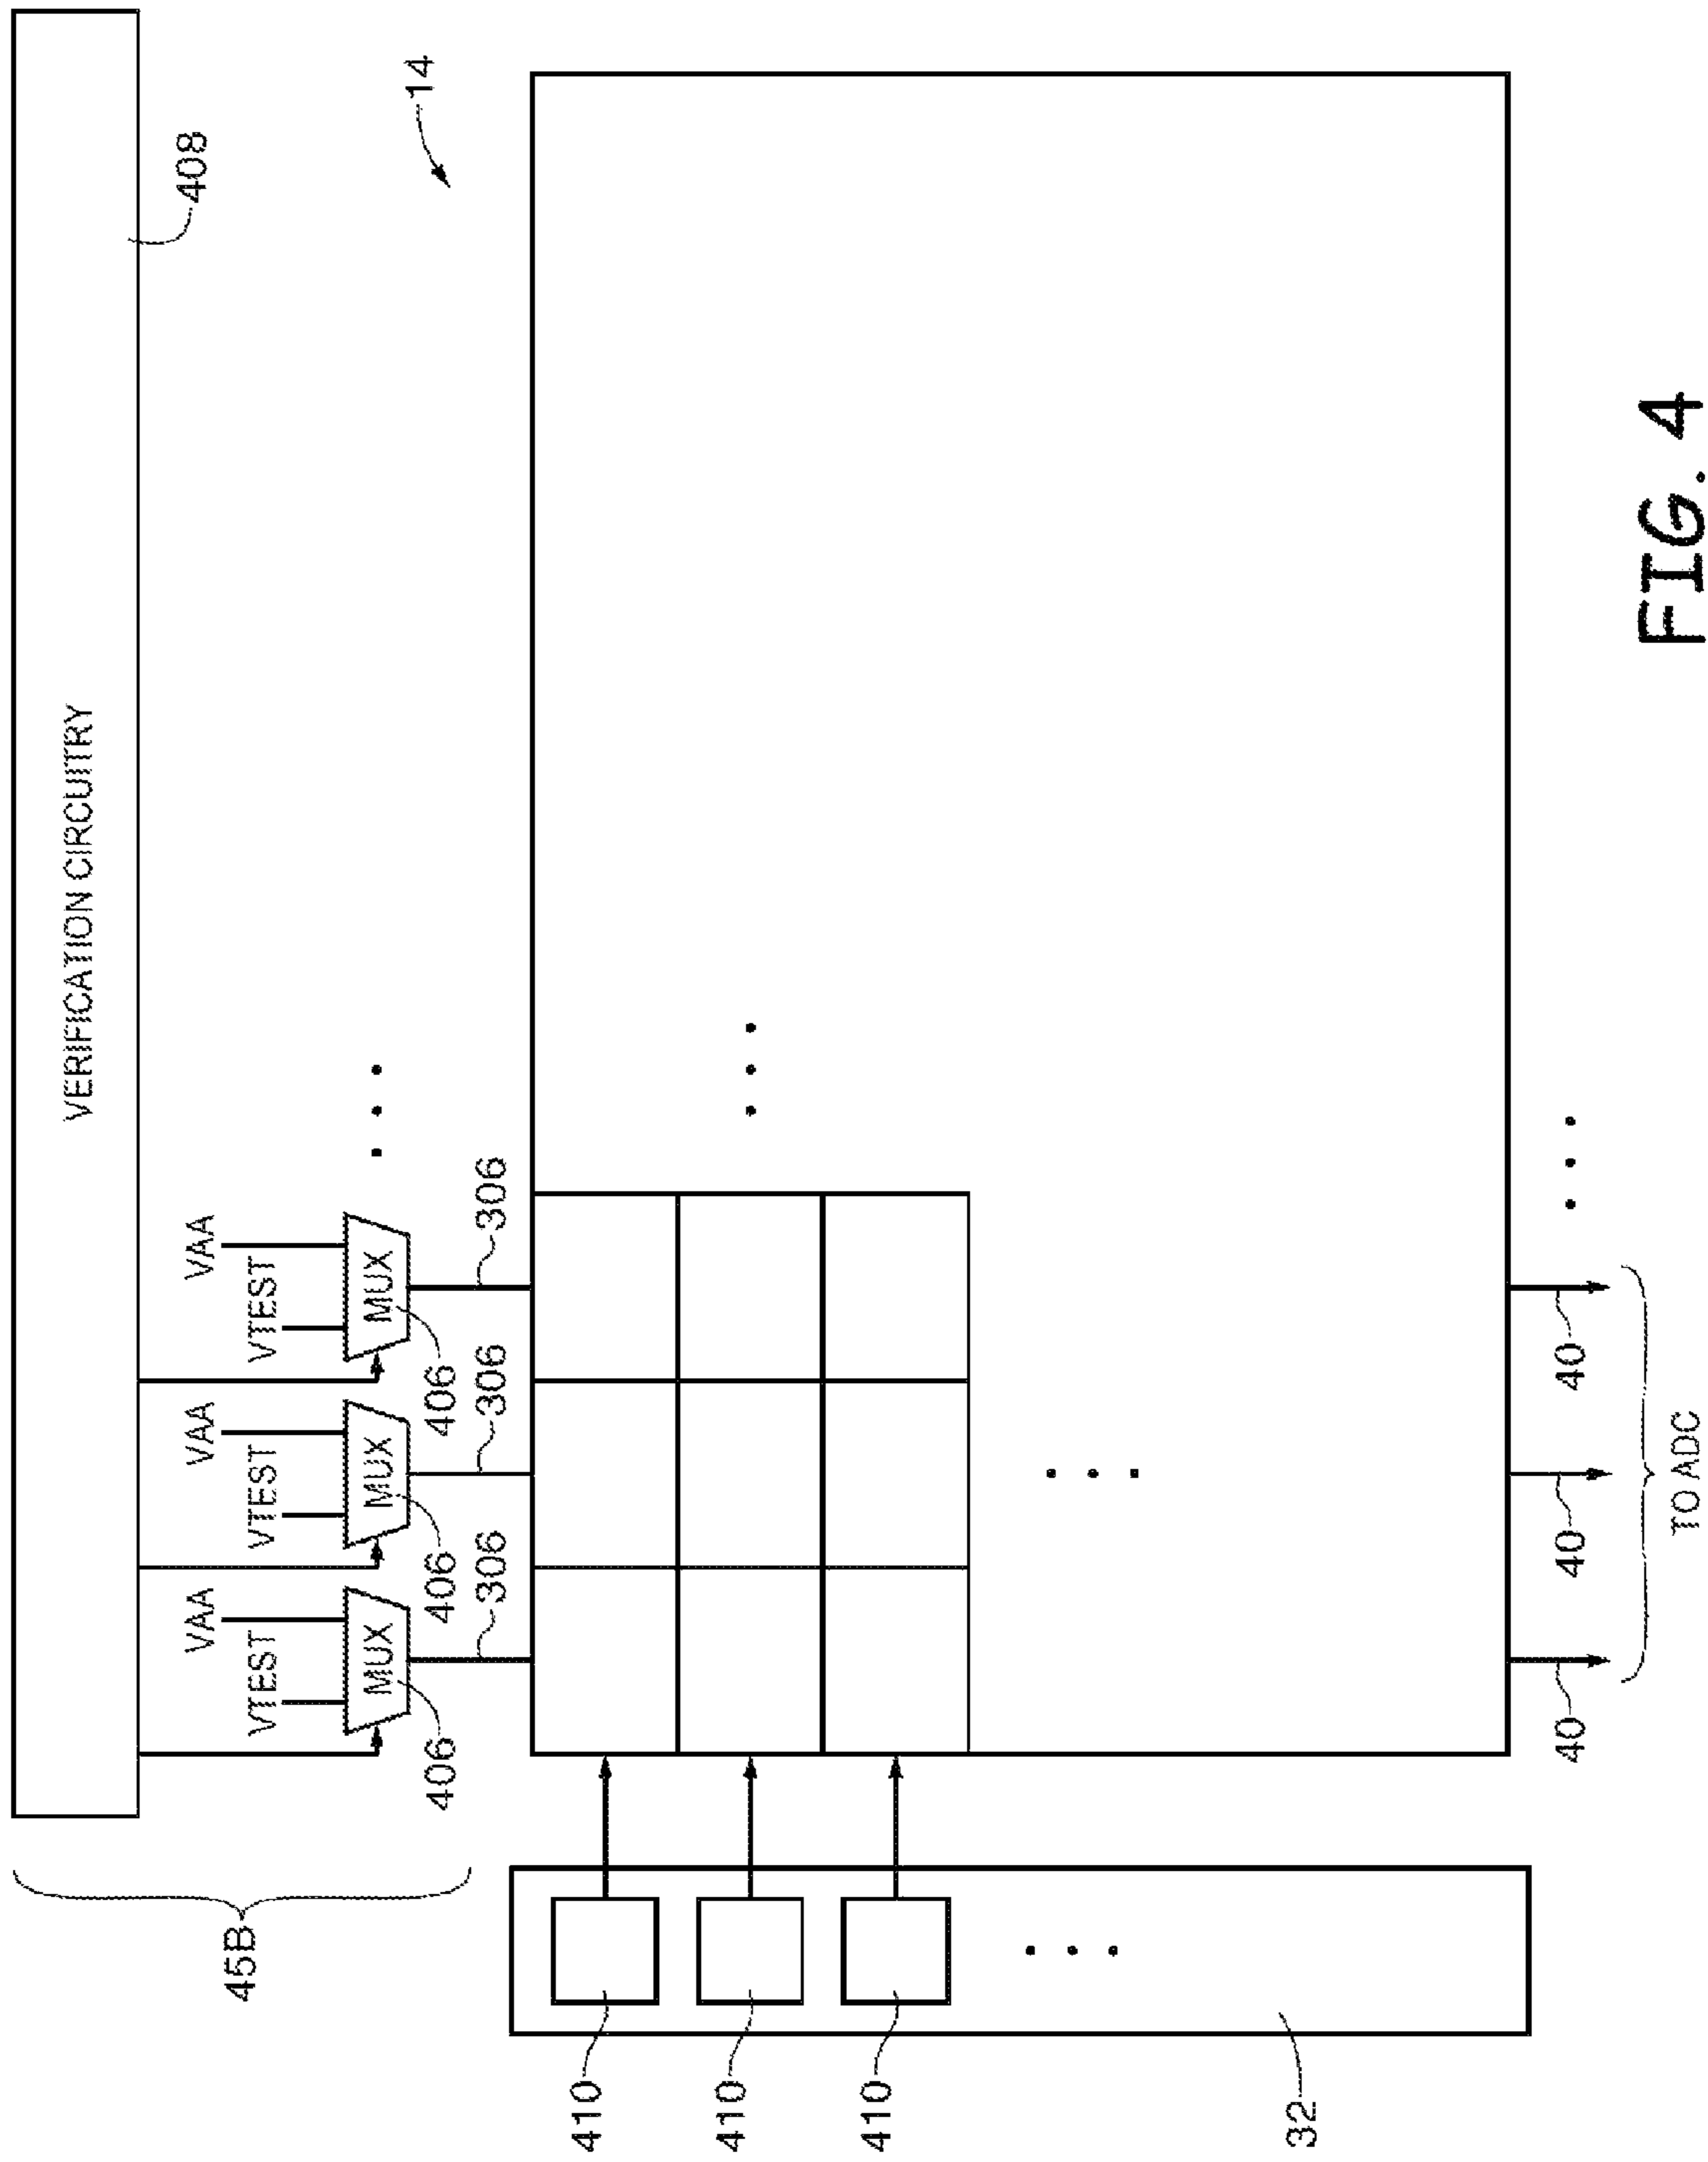 VERIFICATION CIRCUITRY
408
VAA VAA VAA
45B
VTEST VTEST VTEST
MUX MUX MUX
14
406 406 406
306 306 306
410
410
410
32
40 40 40
TO ADC
FIG. 4